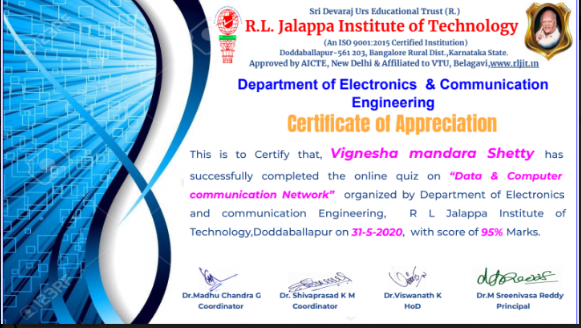 Sri Devaraj Urs Educational Trust (R.)
R.L. Jalappa Institute of Technology
(An ISO 9001:2015 Certified Institution)
Doddaballapur-561 203, Bangalore Rural Dist.,Karnataka State.
Approved by AICTE, New Delhi & Affiliated to VTU, Belagavi,www.rljit.in
Department of Electronics & Communication
Engineering
Certificate of Appreciation
This is to Certify that, Vignesha mandara Shetty has
successfully completed the online quiz on “Data & Computer
communication Network” organized by Department of Electronics
and communication Engineering, R L Jalappa Institute of
Technology,Doddaballapur on 31-5-2020, with score of 95% Marks.
Dr.Madhu Chandra G Dr. Shivaprasad K M Dr.Viswanath K Dr.M Sreenivasa Reddy
Coordinator Coordinator HoD Principal